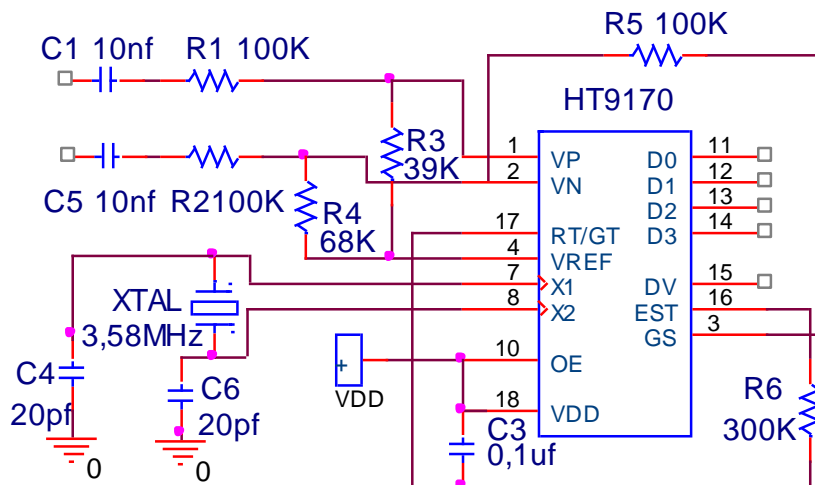 C1 10nf
R1 100K
R5 100K
HT9170
C5 10nf
R2100K
R3
39K
R4
68K
1
2
17
4
7
8
10
18
VP
VN
RT/GT
VREF
X1
X2
OE
VDD
D0
D1
D2
D3
DV
EST
GS
11
12
13
14
15
16
3
XTAL
3,58MHz
C4
20pf
0
C6
20pf
0
+
VDD
C3
0,1uf
R6
300K